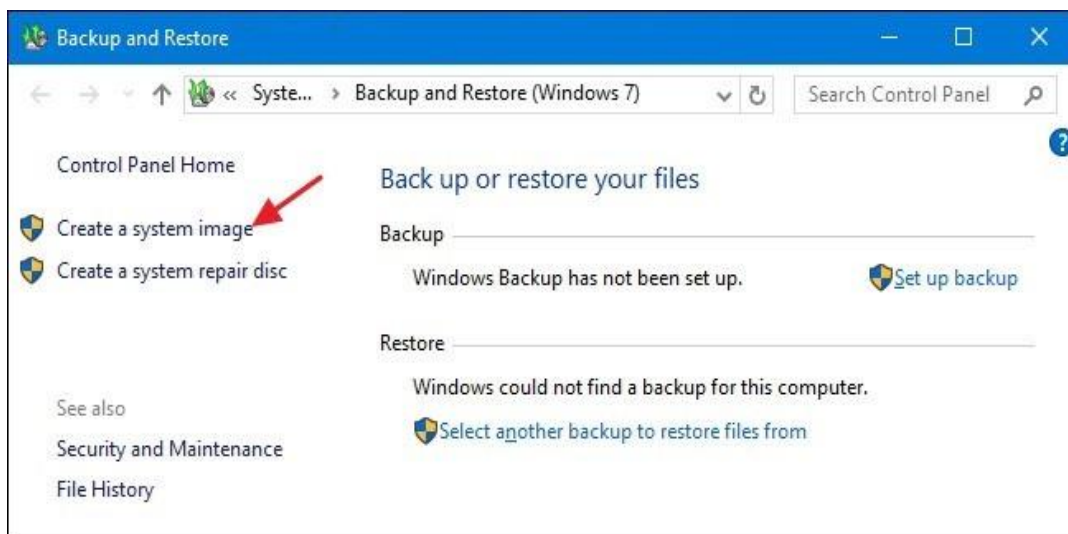 Backup and Restore
« Syste... › Backup and Restore (Windows 7)
Search Control Panel
?
Control Panel Home
Create a system image
Create a system repair disc
See also
Security and Maintenance
File History
Back up or restore your files
Backup
Windows Backup has not been set up.
Set up backup
Restore
Windows could not find a backup for this computer.
Select another backup to restore files from